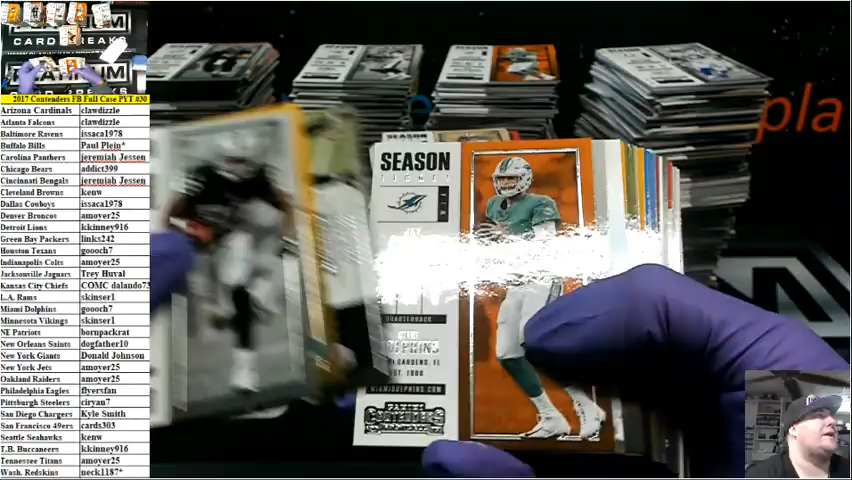 CARD BREAKS
2017 Contenders FB Full Case PYT #30
Arizona Cardinals clawdizzle
Atlanta Falcons clawdizzle
Baltimore Ravens issaca1978
Buffalo Bills Paul Plein*
Carolina Panthers jeremiah Jessen
Chicago Bears addict399
Cincinnati Bengals jeremiah Jessen
Cleveland Browns kenw
Dallas Cowboys issaca1978
Denver Broncos amoyer25
Detroit Lions kkinney916
Green Bay Packers links242
Houston Texans goooch7
Indianapolis Colts amoyer25
Jacksonville Jaguars Trey Huval
Kansas City Chiefs COMC dalando73
L.A. Rams skinser1
Miami Dolphins goooch7
Minnesota Vikings skinser1
NE Patriots bornpackrat
New Orleans Saints dogfather10
New York Giants Donald Johnson
New York Jets amoyer25
Oakland Raiders amoyer25
Philadelphia Eagles flyersfan
Pittsburgh Steelers ciryan7
San Diego Chargers Kyle Smith
San Francisco 49ers cards303
Seattle Seahawks kenw
T.B. Buccaneers kkinney916
Tennessee Titans amoyer25
Wash. Redskins neck1187*
SEASON
TICKET
MIA
QUARTERBACK
EST. 1966
MIAMIDOLPHINS.COM
PANINI
CONTENDERS
pla